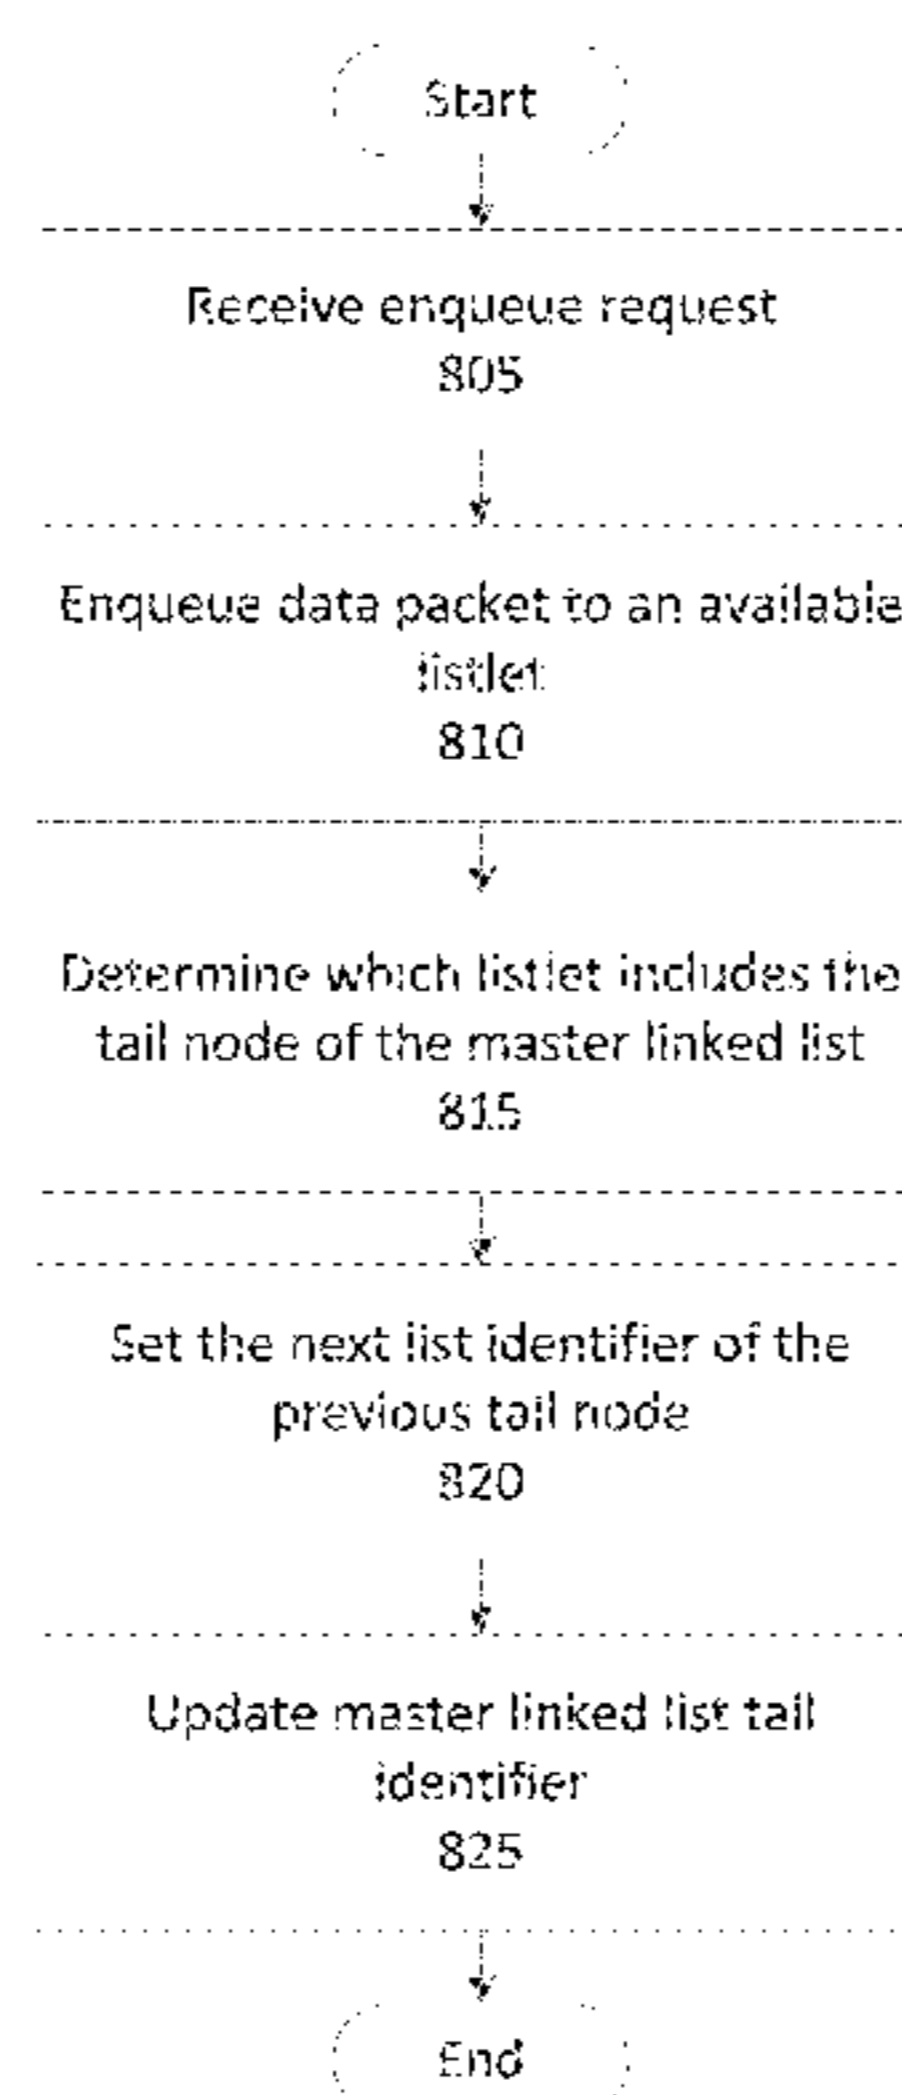 Start
Receive enqueue request
805
Enqueue data packet to an available
listlet
810
Determine which listlet includes the
tail node of the master linked list
815
Set the next list identifier of the
previous tail node
820
Update master linked list tail
identifier
825
End